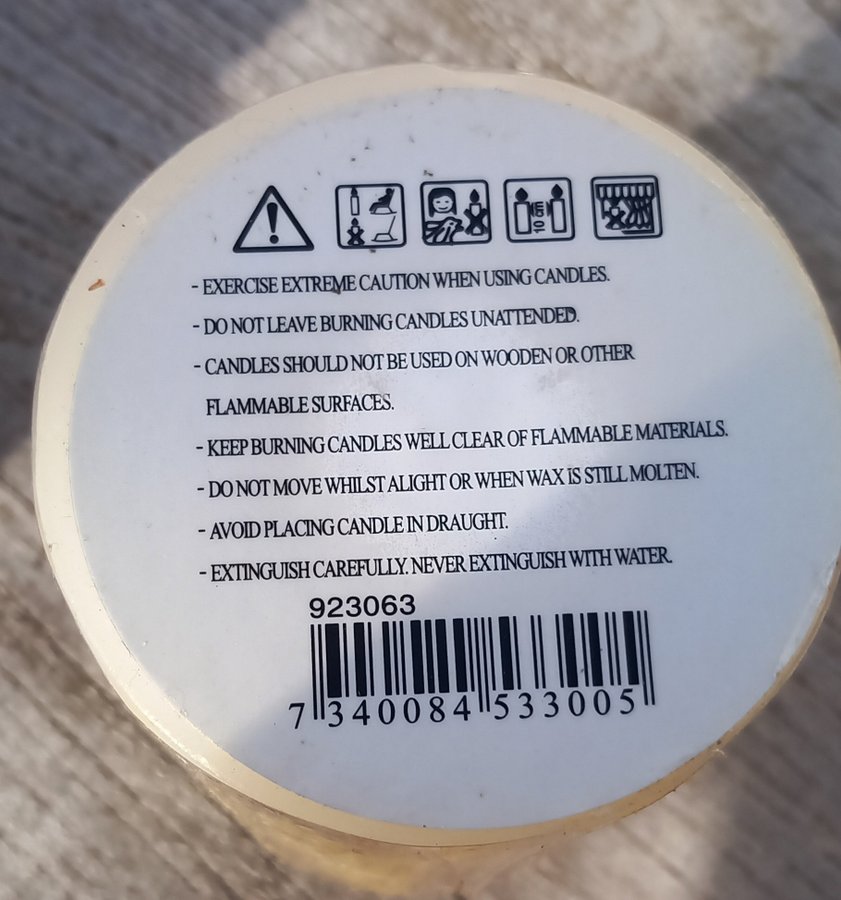 10 cm
- EXERCISE EXTREME CAUTION WHEN USING CANDLES.
- DO NOT LEAVE BURNING CANDLES UNATTENDED.
- CANDLES SHOULD NOT BE USED ON WOODEN OR OTHER
FLAMMABLE SURFACES.
- KEEP BURNING CANDLES WELL CLEAR OF FLAMMABLE MATERIALS.
- DO NOT MOVE WHILST ALIGHT OR WHEN WAX IS STILL MOLTEN.
- AVOID PLACING CANDLE IN DRAUGHT.
- EXTINGUISH CAREFULLY. NEVER EXTINGUISH WITH WATER.
923063
7 340084 533005